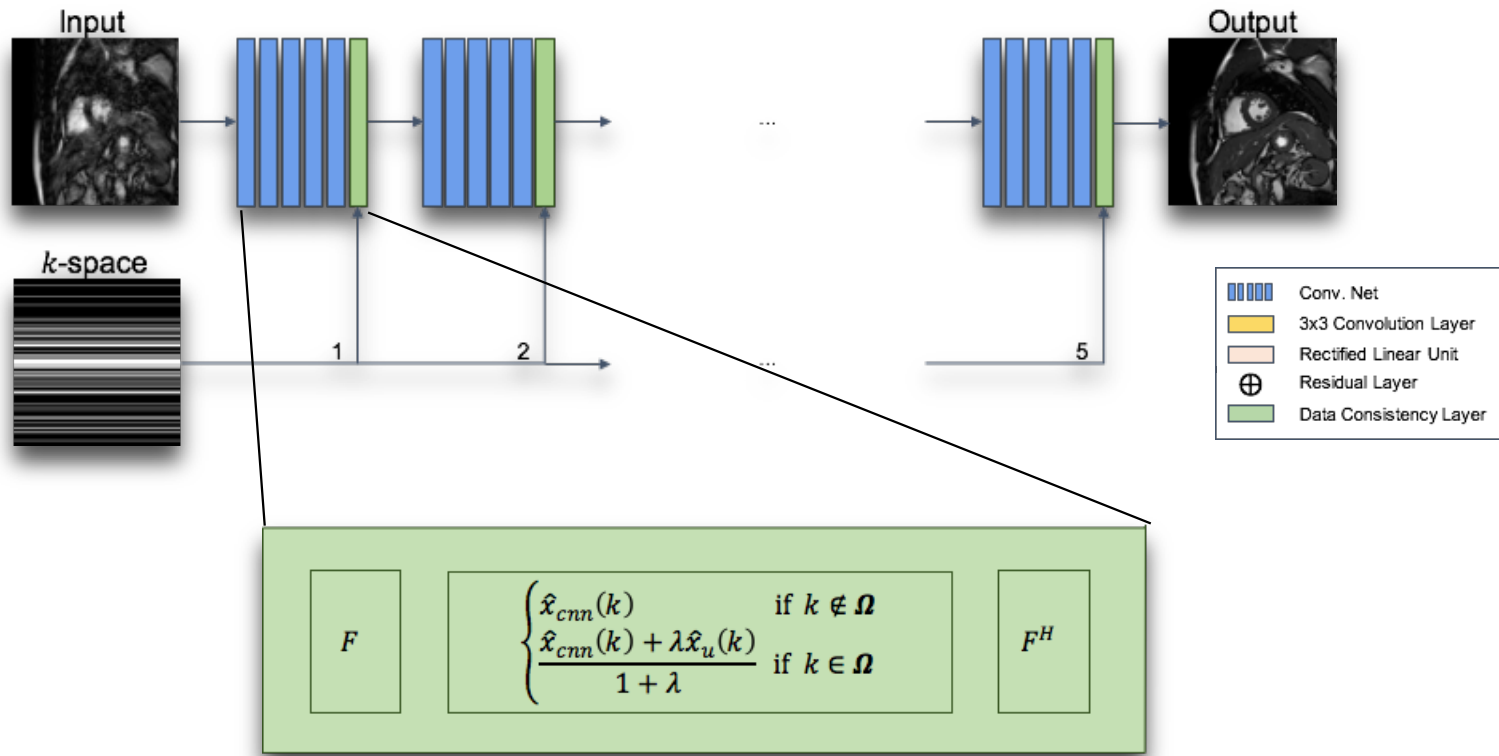 Input
Output
...
k-space
1
2
...
5
Conv. Net
3x3 Convolution Layer
Rectified Linear Unit
⊕ Residual Layer
Data Consistency Layer
F
x̂_cnn(k) if k ∉ Ω
x̂_cnn(k) + λx̂_u(k)
1 + λ
if k ∈ Ω
F^H